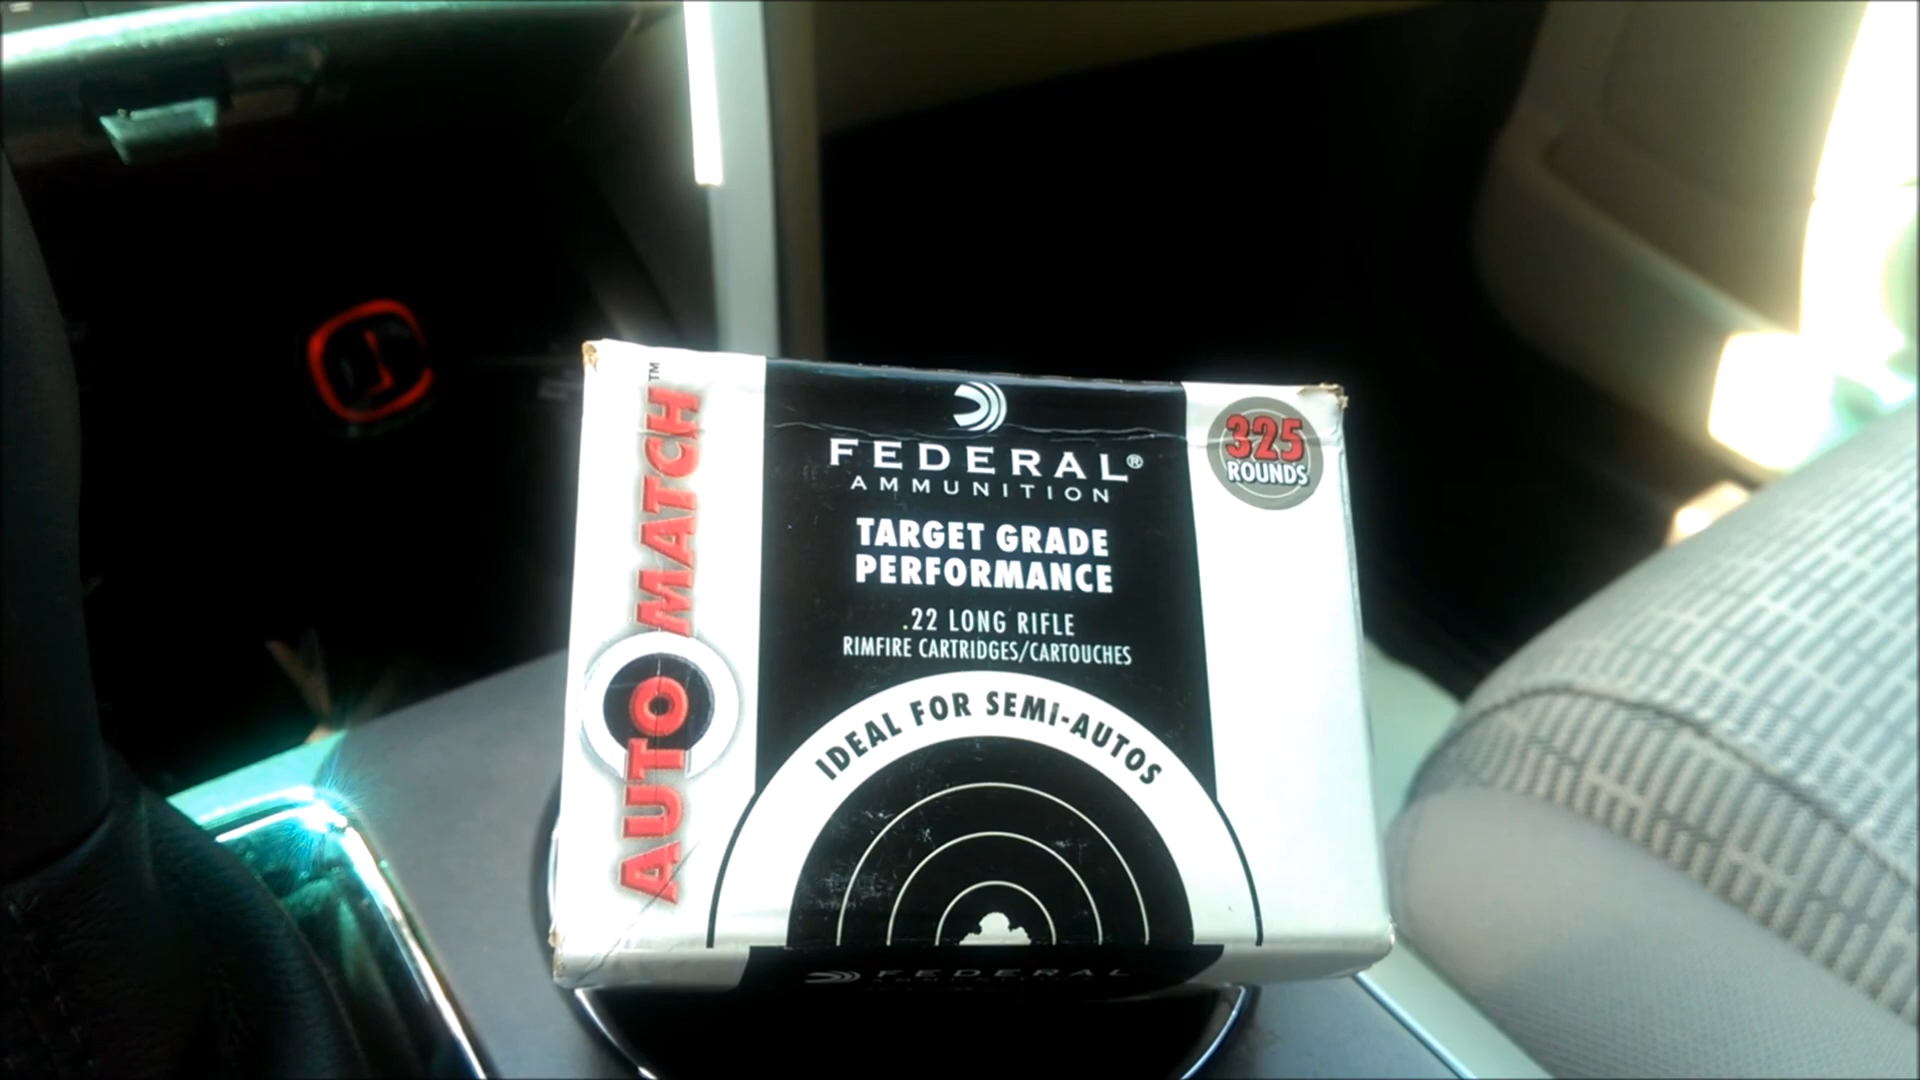 AUTO MATCH™
FEDERAL®
AMMUNITION
TARGET GRADE
PERFORMANCE
.22 LONG RIFLE
RIMFIRE CARTRIDGES/CARTOUCHES
IDEAL FOR SEMI-AUTOS
325
ROUNDS
FEDERAL